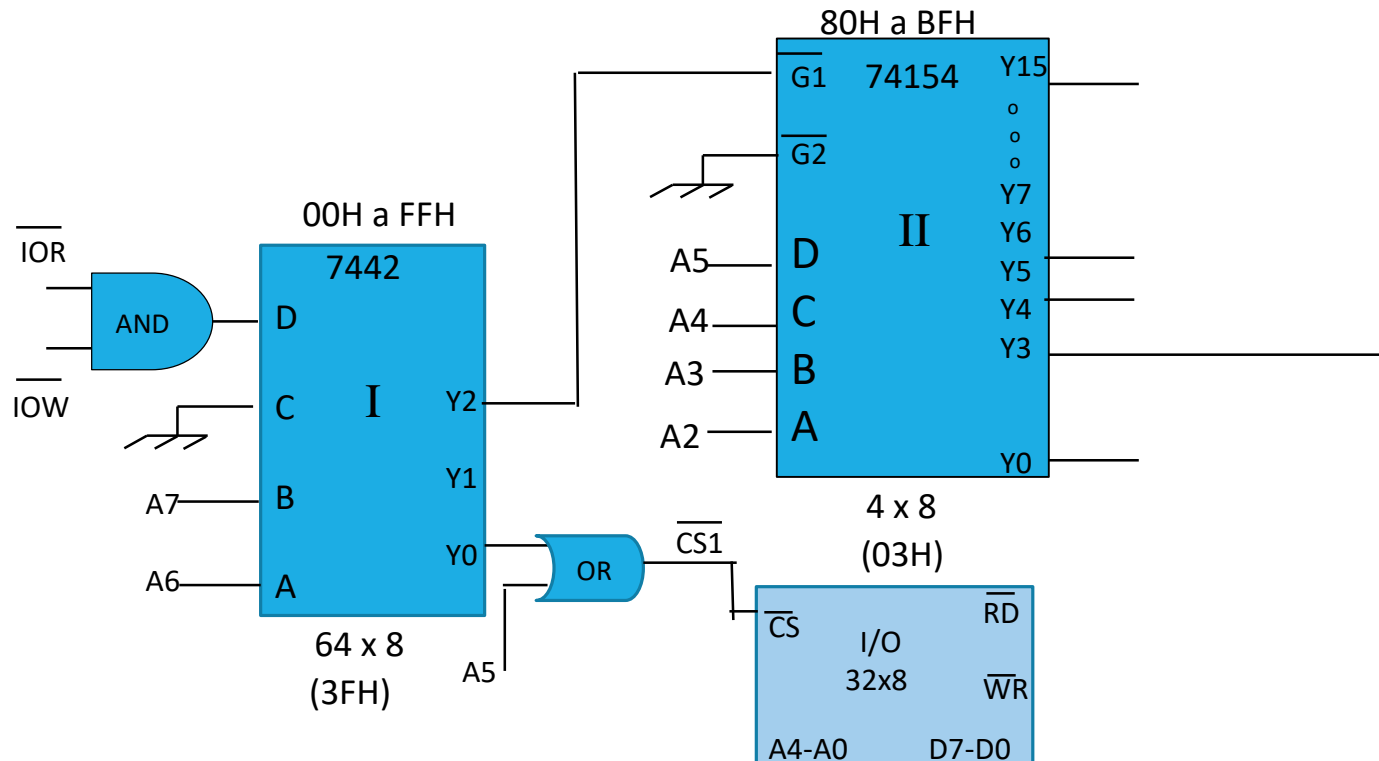 80H a BFH
G1
74154
Y15
o
o
o
G2
Y7
00H a FFH
II
Y6
IOR
7442
A5
D
Y5
AND
D
A4
C
Y4
A3
B
Y3
IOW
C
I
Y2
A2
A
Y0
Y1
A7
B
4 x 8
(03H)
Y0
OR
CS1
A6
A
64 x 8
(3FH)
A5
CS
I/O
32x8
RD
WR
A4-A0
D7-D0